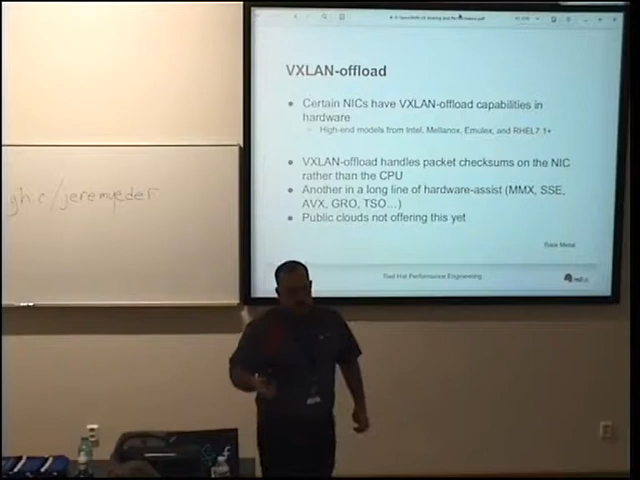 VXLAN-offload
Certain NICs have VXLAN-offload capabilities in
hardware
High-end models from Intel, Mellanox, Emulex, and RHEL7.1+
VXLAN-offload handles packet checksums on the NIC
rather than the CPU
Another in a long line of hardware-assist (MMX, SSE,
AVX, GRO, TSO...)
Public clouds not offering this yet
Bare Metal
Red Hat Performance Engineering
gh.c/jeremyeder